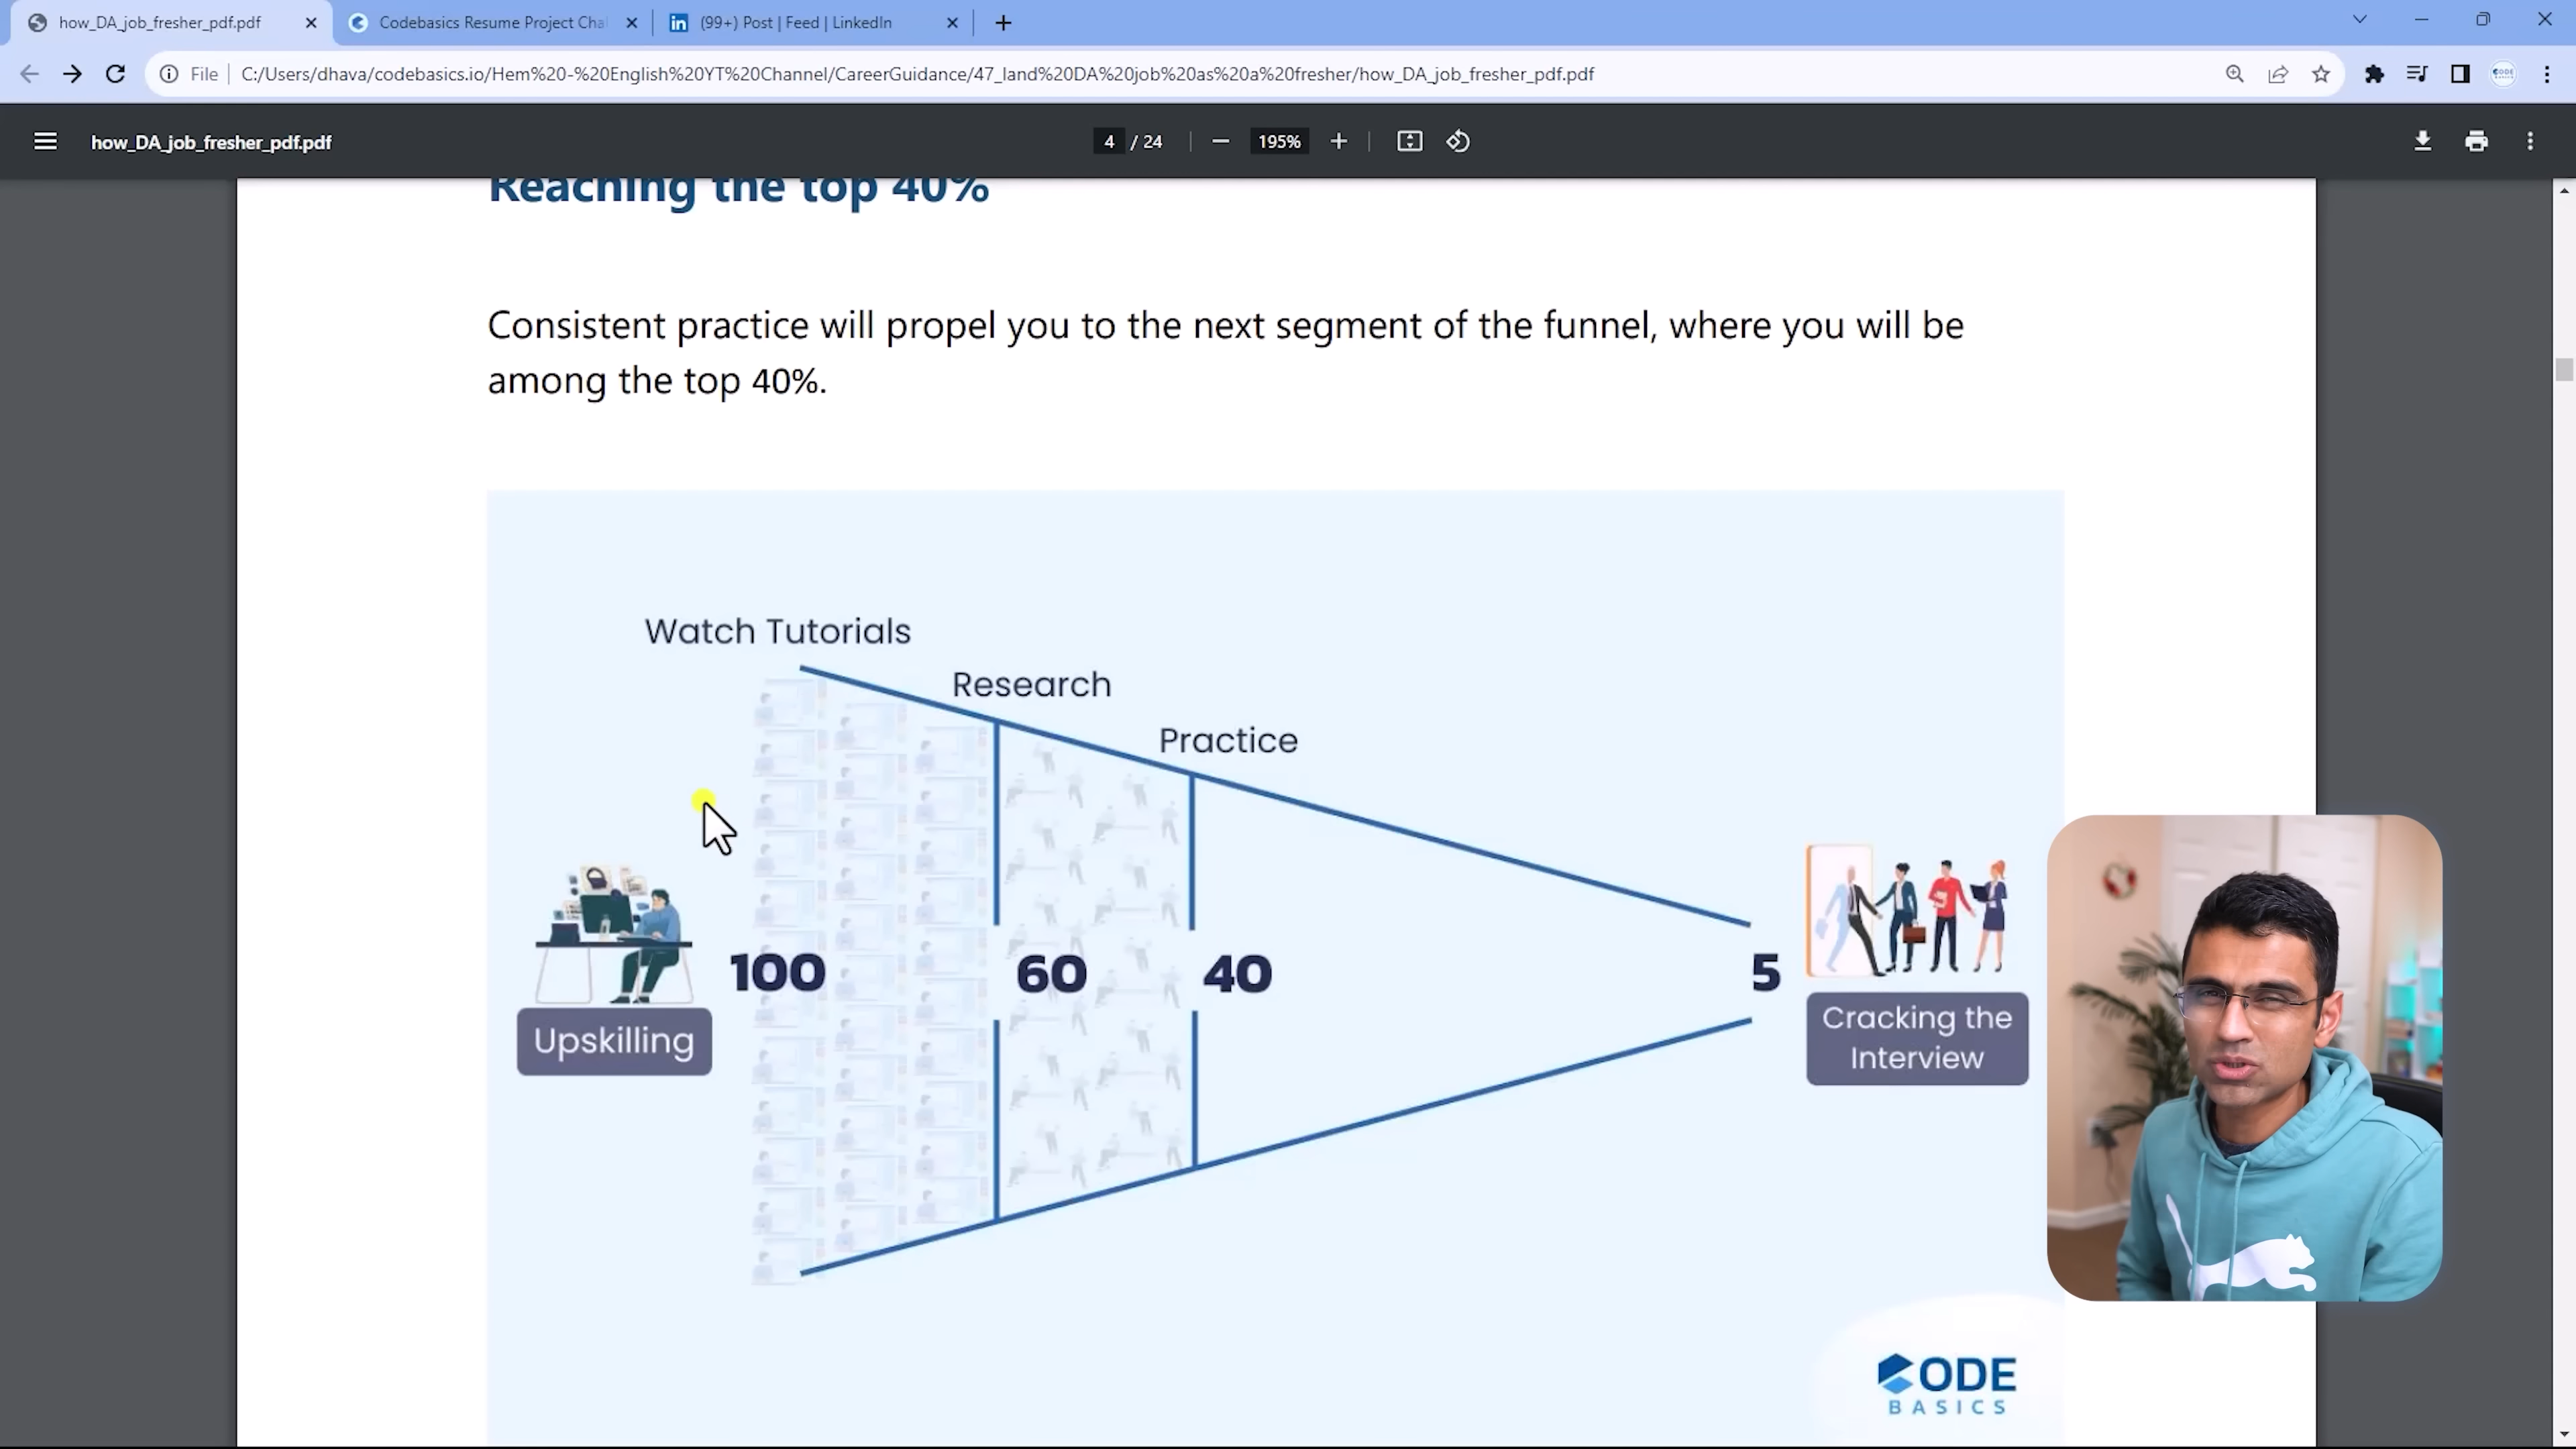 how_DA_job_fresher_pdf.pdf
Codebasics Resume Project Cha
(99+) Post | Feed | LinkedIn
File
C:/Users/dhava/codebasics.io/Hem%20-%20English%20YT%20Channel/CareerGuidance/47_land%20DA%20job%20as%20a%20fresher/how_DA_job_fresher_pdf.pdf
how_DA_job_fresher_pdf.pdf
4 / 24
195%
Reaching the top 40%
Consistent practice will propel you to the next segment of the funnel, where you will be
among the top 40%.
Watch Tutorials
Research
Practice
100
60
40
5
Upskilling
Cracking the
Interview
CODE
BASICS